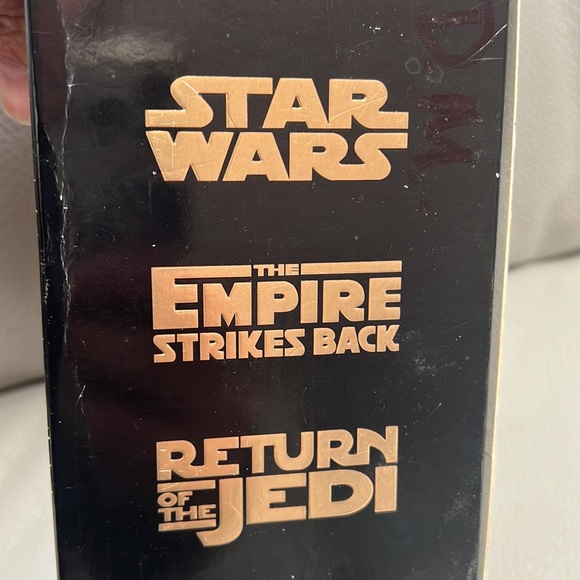 STAR
WARS
THE
EMPIRE
STRIKES BACK
RETURN
OF THE JEDI
D.M.